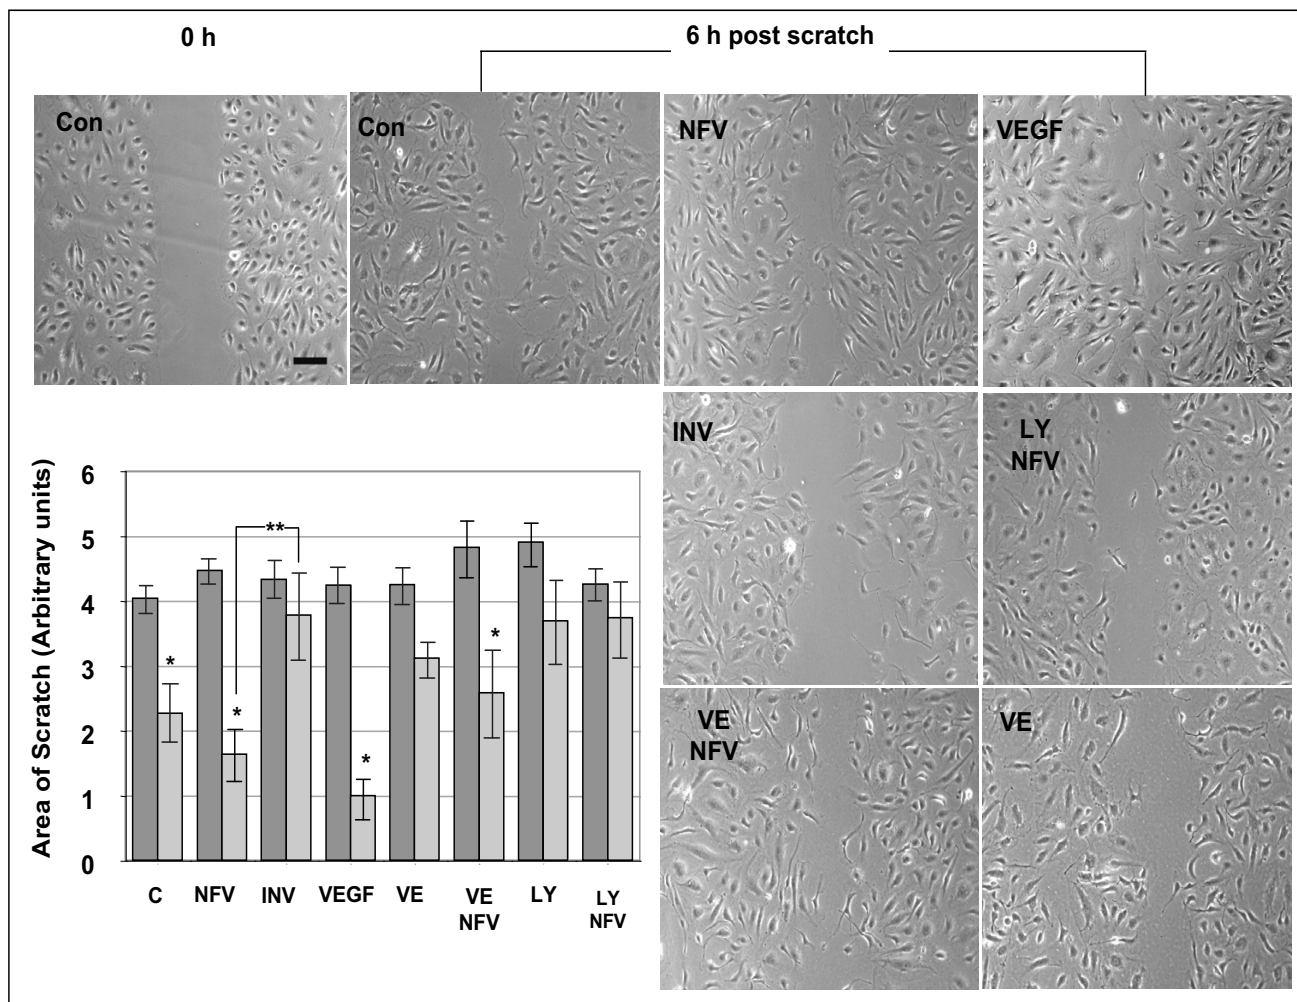 0 h
6 h post scratch
Con
Con
NFV
VEGF
INV
LY
NFV
VE
NFV
VE
Area of Scratch (Arbitrary units)
6
5
4
3
2
1
0
*
*
**
*
*
C
NFV
INV
VEGF
VE
VE
NFV
LY
LY
NFV